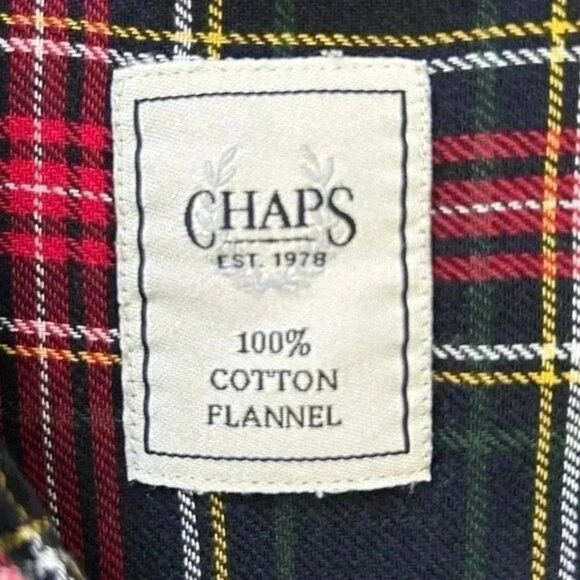 CHAPS
EST. 1978
100%
COTTON
FLANNEL